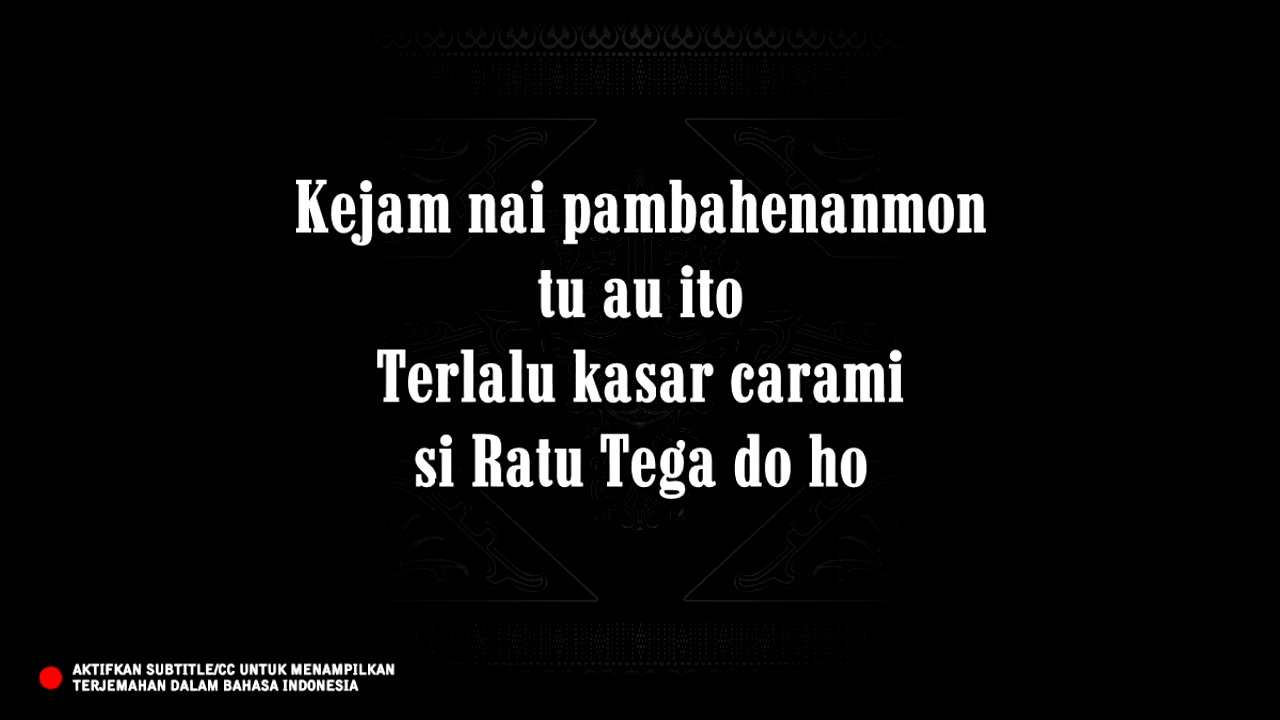 Kejam nai pambahenanmon
tu au ito
Terlalu kasar carami
si Ratu Tega do ho
AKTIFKAN SUBTITLE/CC UNTUK MENAMPILKAN
TERJEMAHAN DALAM BAHASA INDONESIA